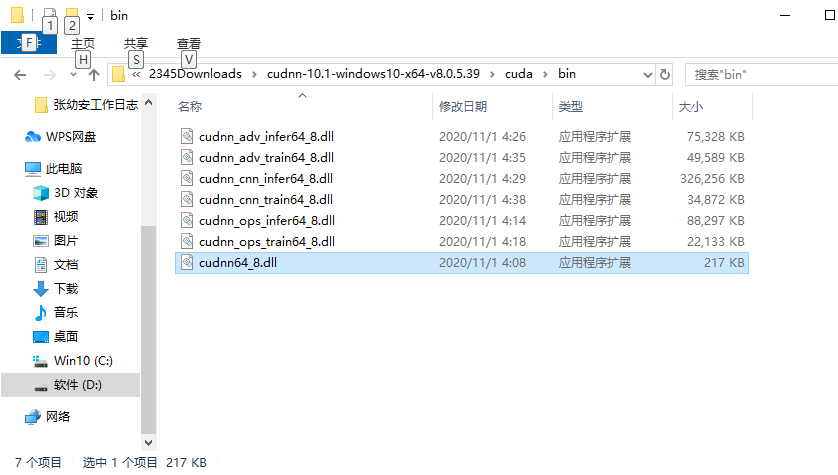 1 2 bin
文件 主页 共享 查看
F H S V
« 2345Downloads › cudnn-10.1-windows10-x64-v8.0.5.39 › cuda › bin 搜索"bin"
张幼安工作日志
WPS网盘
此电脑
3D 对象
视频
图片
文档
下载
音乐
桌面
Win10 (C:)
软件 (D:)
网络
名称 修改日期 类型 大小
cudnn_adv_infer64_8.dll 2020/11/1 4:26 应用程序扩展 75,328 KB
cudnn_adv_train64_8.dll 2020/11/1 4:35 应用程序扩展 49,589 KB
cudnn_cnn_infer64_8.dll 2020/11/1 4:29 应用程序扩展 326,256 KB
cudnn_cnn_train64_8.dll 2020/11/1 4:38 应用程序扩展 34,872 KB
cudnn_ops_infer64_8.dll 2020/11/1 4:14 应用程序扩展 88,297 KB
cudnn_ops_train64_8.dll 2020/11/1 4:18 应用程序扩展 22,133 KB
cudnn64_8.dll 2020/11/1 4:08 应用程序扩展 217 KB
7 个项目 选中 1 个项目 217 KB